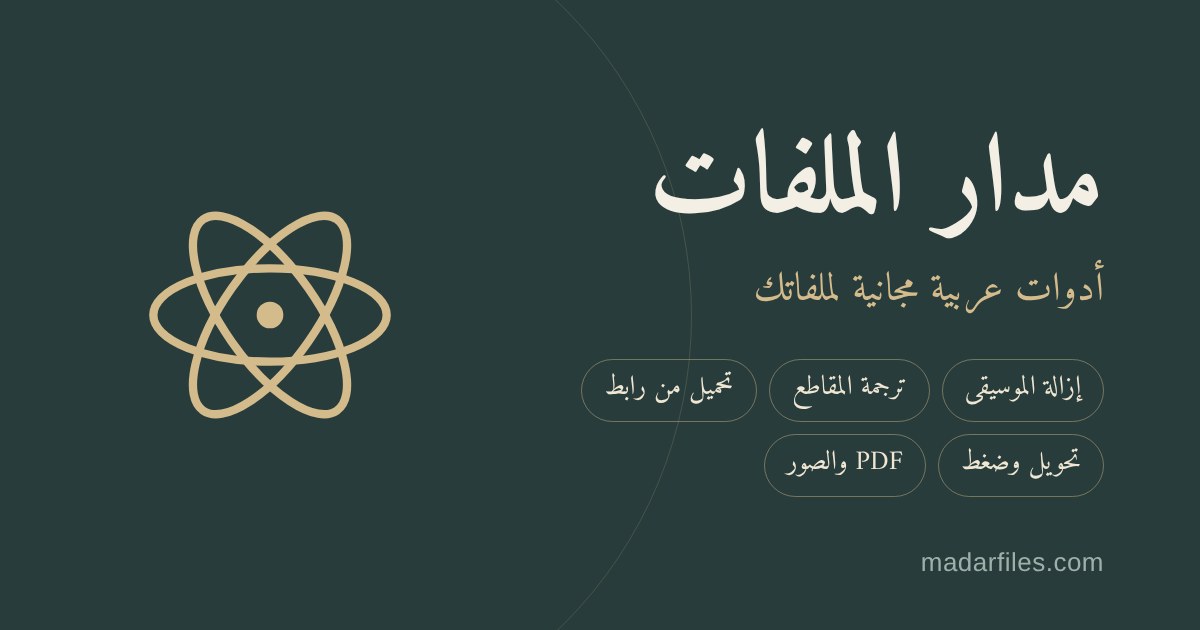 مدار الملفات
أدوات عربية مجانية لملفاتك
إزالة الموسيقى
ترجمة المقاطع
تحميل من رابط
تحويل وضغط
PDF والصور
madarfiles.com